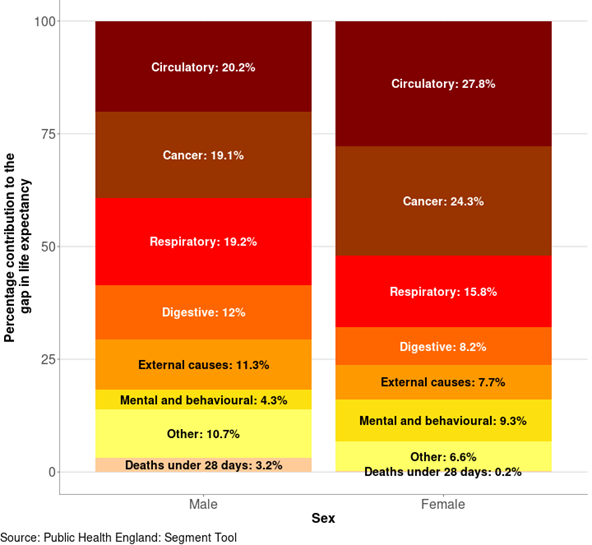 Percentage contribution to the
gap in life expectancy
100
75
50
25
0
Circulatory: 20.2%
Cancer: 19.1%
Respiratory: 19.2%
Digestive: 12%
External causes: 11.3%
Mental and behavioural: 4.3%
Other: 10.7%
Deaths under 28 days: 3.2%
Circulatory: 27.8%
Cancer: 24.3%
Respiratory: 15.8%
Digestive: 8.2%
External causes: 7.7%
Mental and behavioural: 9.3%
Other: 6.6%
Deaths under 28 days: 0.2%
Male
Female
Sex
Source: Public Health England: Segment Tool